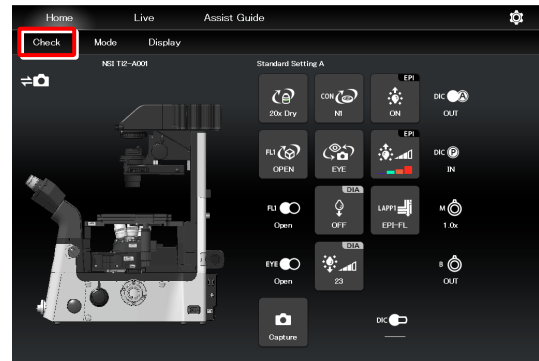 Home Live Assist Guide
Check Mode Display
NSI Ti2-A001
Standard Setting A
EPI
CON
DIC A
20x Dry N1 ON OUT
EPI
FL1
DIC P
OPEN EYE IN
DIA
FL1
LAPP1
M
Open OFF EPI-FL 1.0x
DIA
EYE
B
Open 23 OUT
DIC
Capture